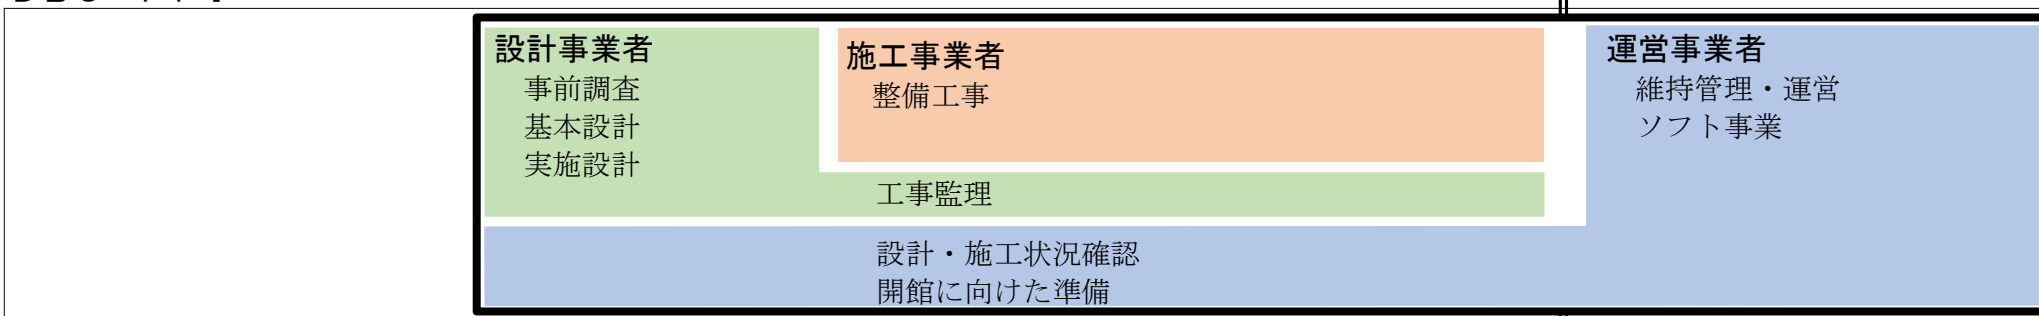 設計事業者
事前調査
基本設計
実施設計
施工事業者
整備工事
工事監理
設計・施工状況確認
開館に向けた準備
運営事業者
維持管理・運営
ソフト事業